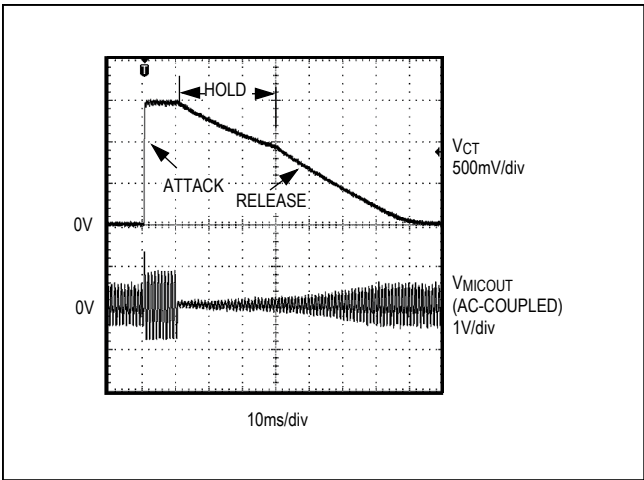 T
HOLD
ATTACK
RELEASE
0V
VCT
500mV/div
0V
VMICOUT
(AC-COUPLED)
1V/div
10ms/div